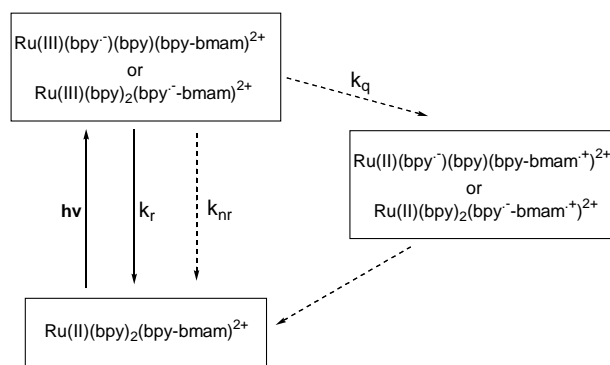 Ru(III)(bpy·⁻)(bpy)(bpy-bmam)²⁺
or
Ru(III)(bpy)₂(bpy·⁻-bmam)²⁺
k_q
Ru(II)(bpy·⁻)(bpy)(bpy-bmam·⁺)²⁺
or
Ru(II)(bpy)₂(bpy·⁻-bmam·⁺)²⁺
hv
k_r
k_nr
Ru(II)(bpy)₂(bpy-bmam)²⁺